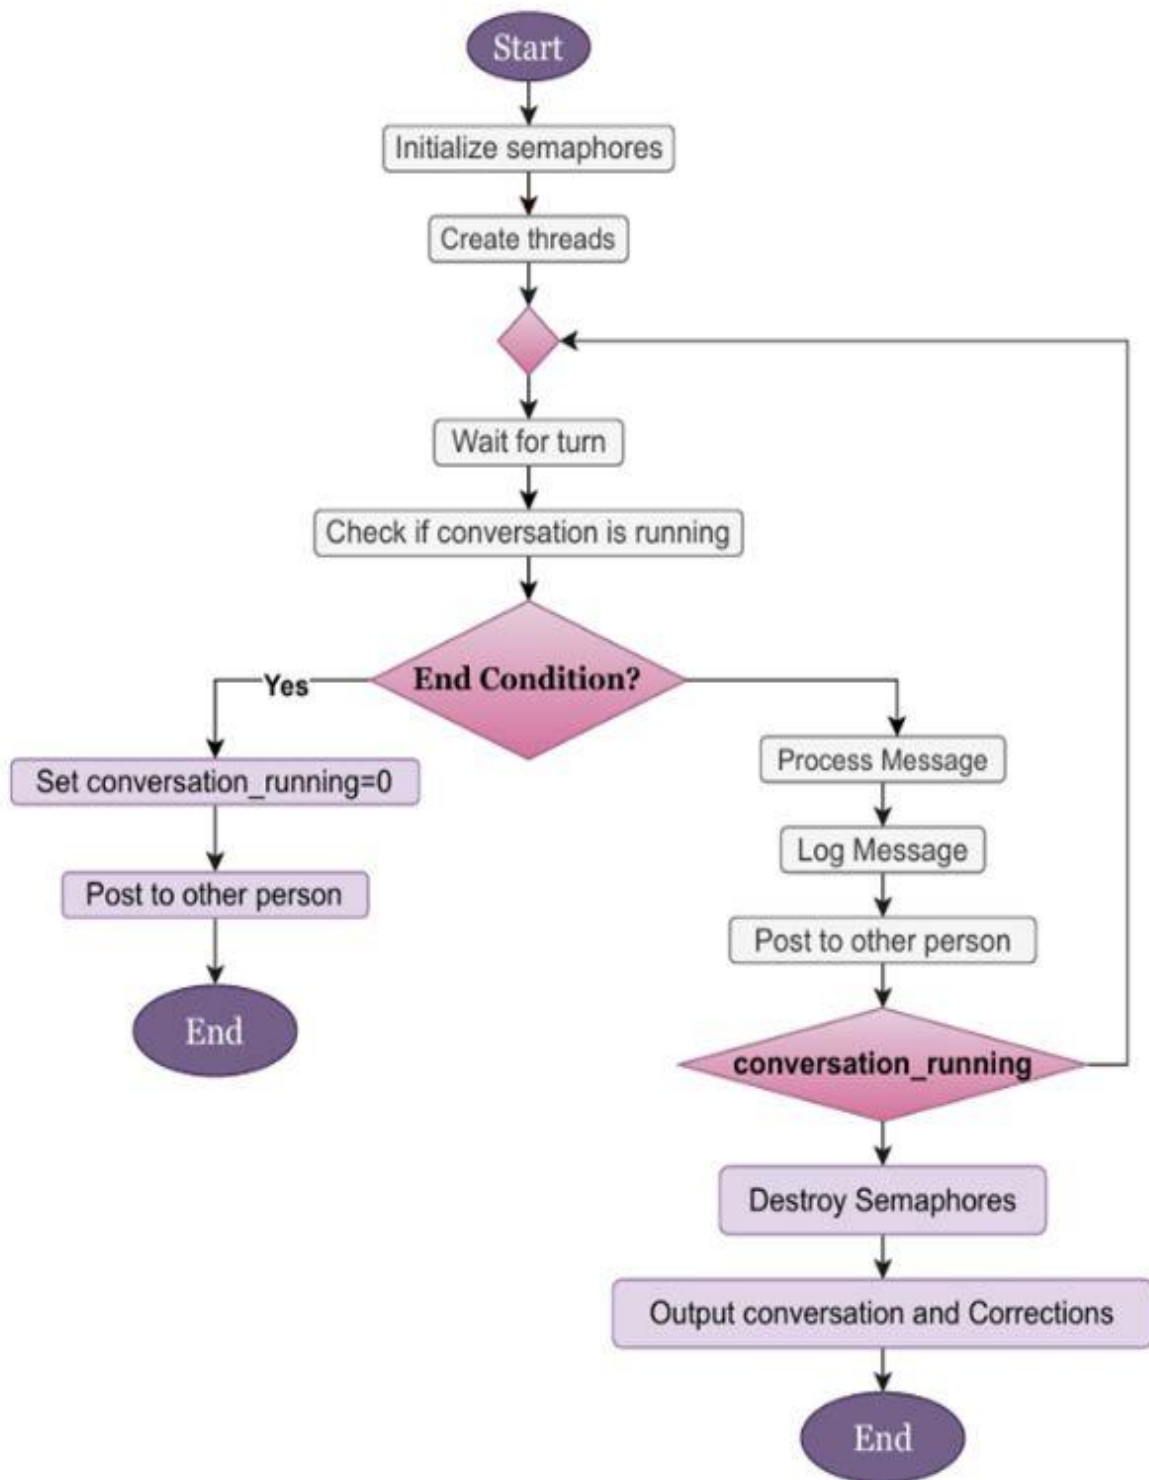 Start
Initialize semaphores
Create threads
Wait for turn
Check if conversation is running
End Condition?
Yes
Set conversation_running=0
Post to other person
End
Process Message
Log Message
Post to other person
conversation_running
Destroy Semaphores
Output conversation and Corrections
End